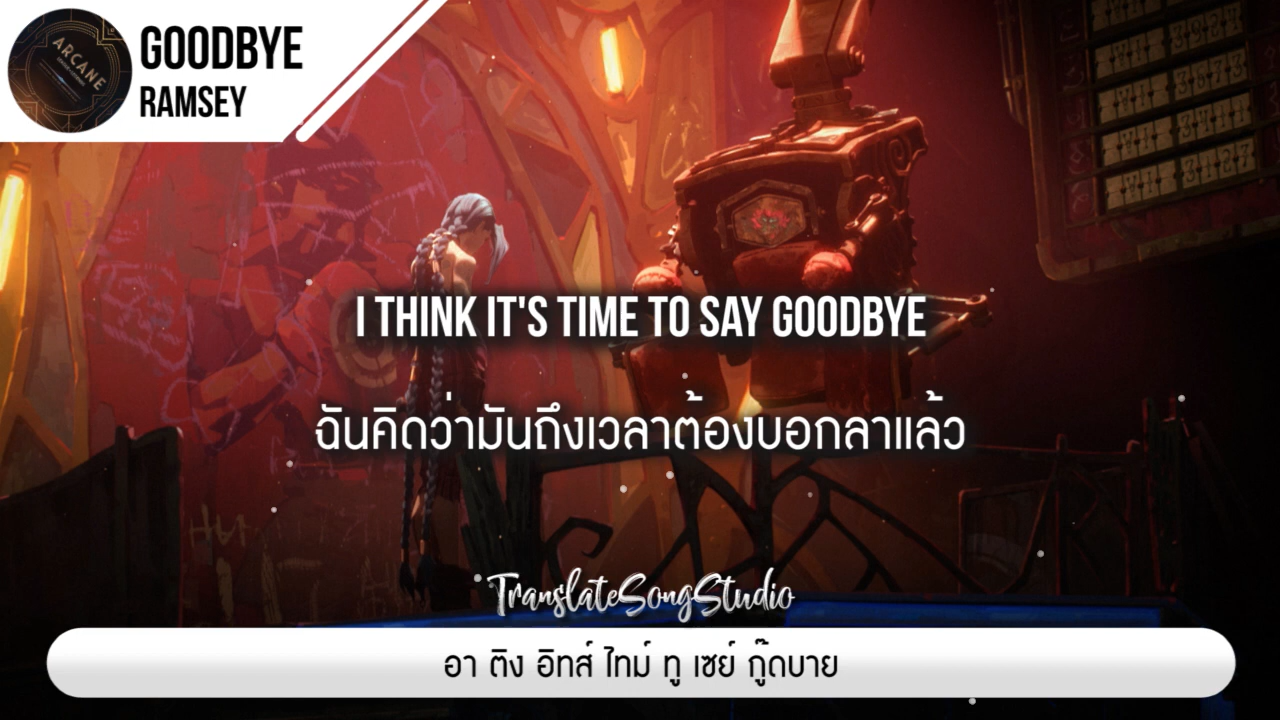 ARCANE
GOODBYE
RAMSEY
I THINK IT'S TIME TO SAY GOODBYE
ฉันคิดว่ามันถึงเวลาต้องบอกลาแล้ว
TranslateSongStudio
อา ติง อิทส์ ไทม์ ทู เซย์ กู๊ดบาย